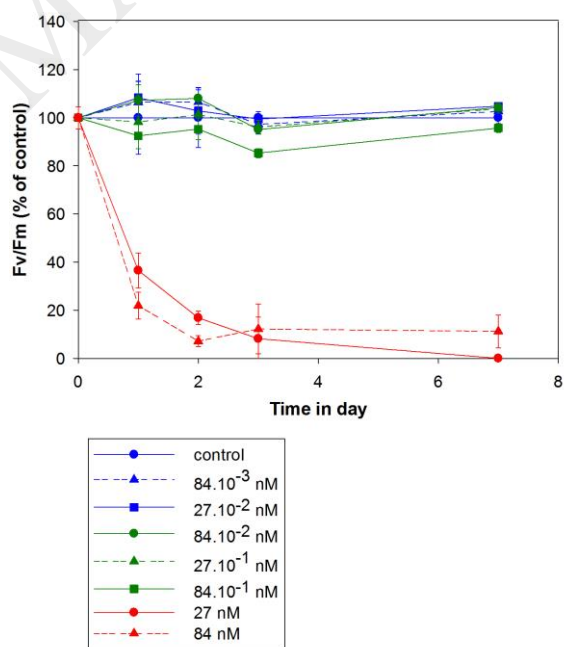 140
120
100
80
60
40
20
0
Fv/Fm (% of control)
0 2 4 6 8
Time in day
control
84.10-3 nM
27.10-2 nM
84.10-2 nM
27.10-1 nM
84.10-1 nM
27 nM
84 nM